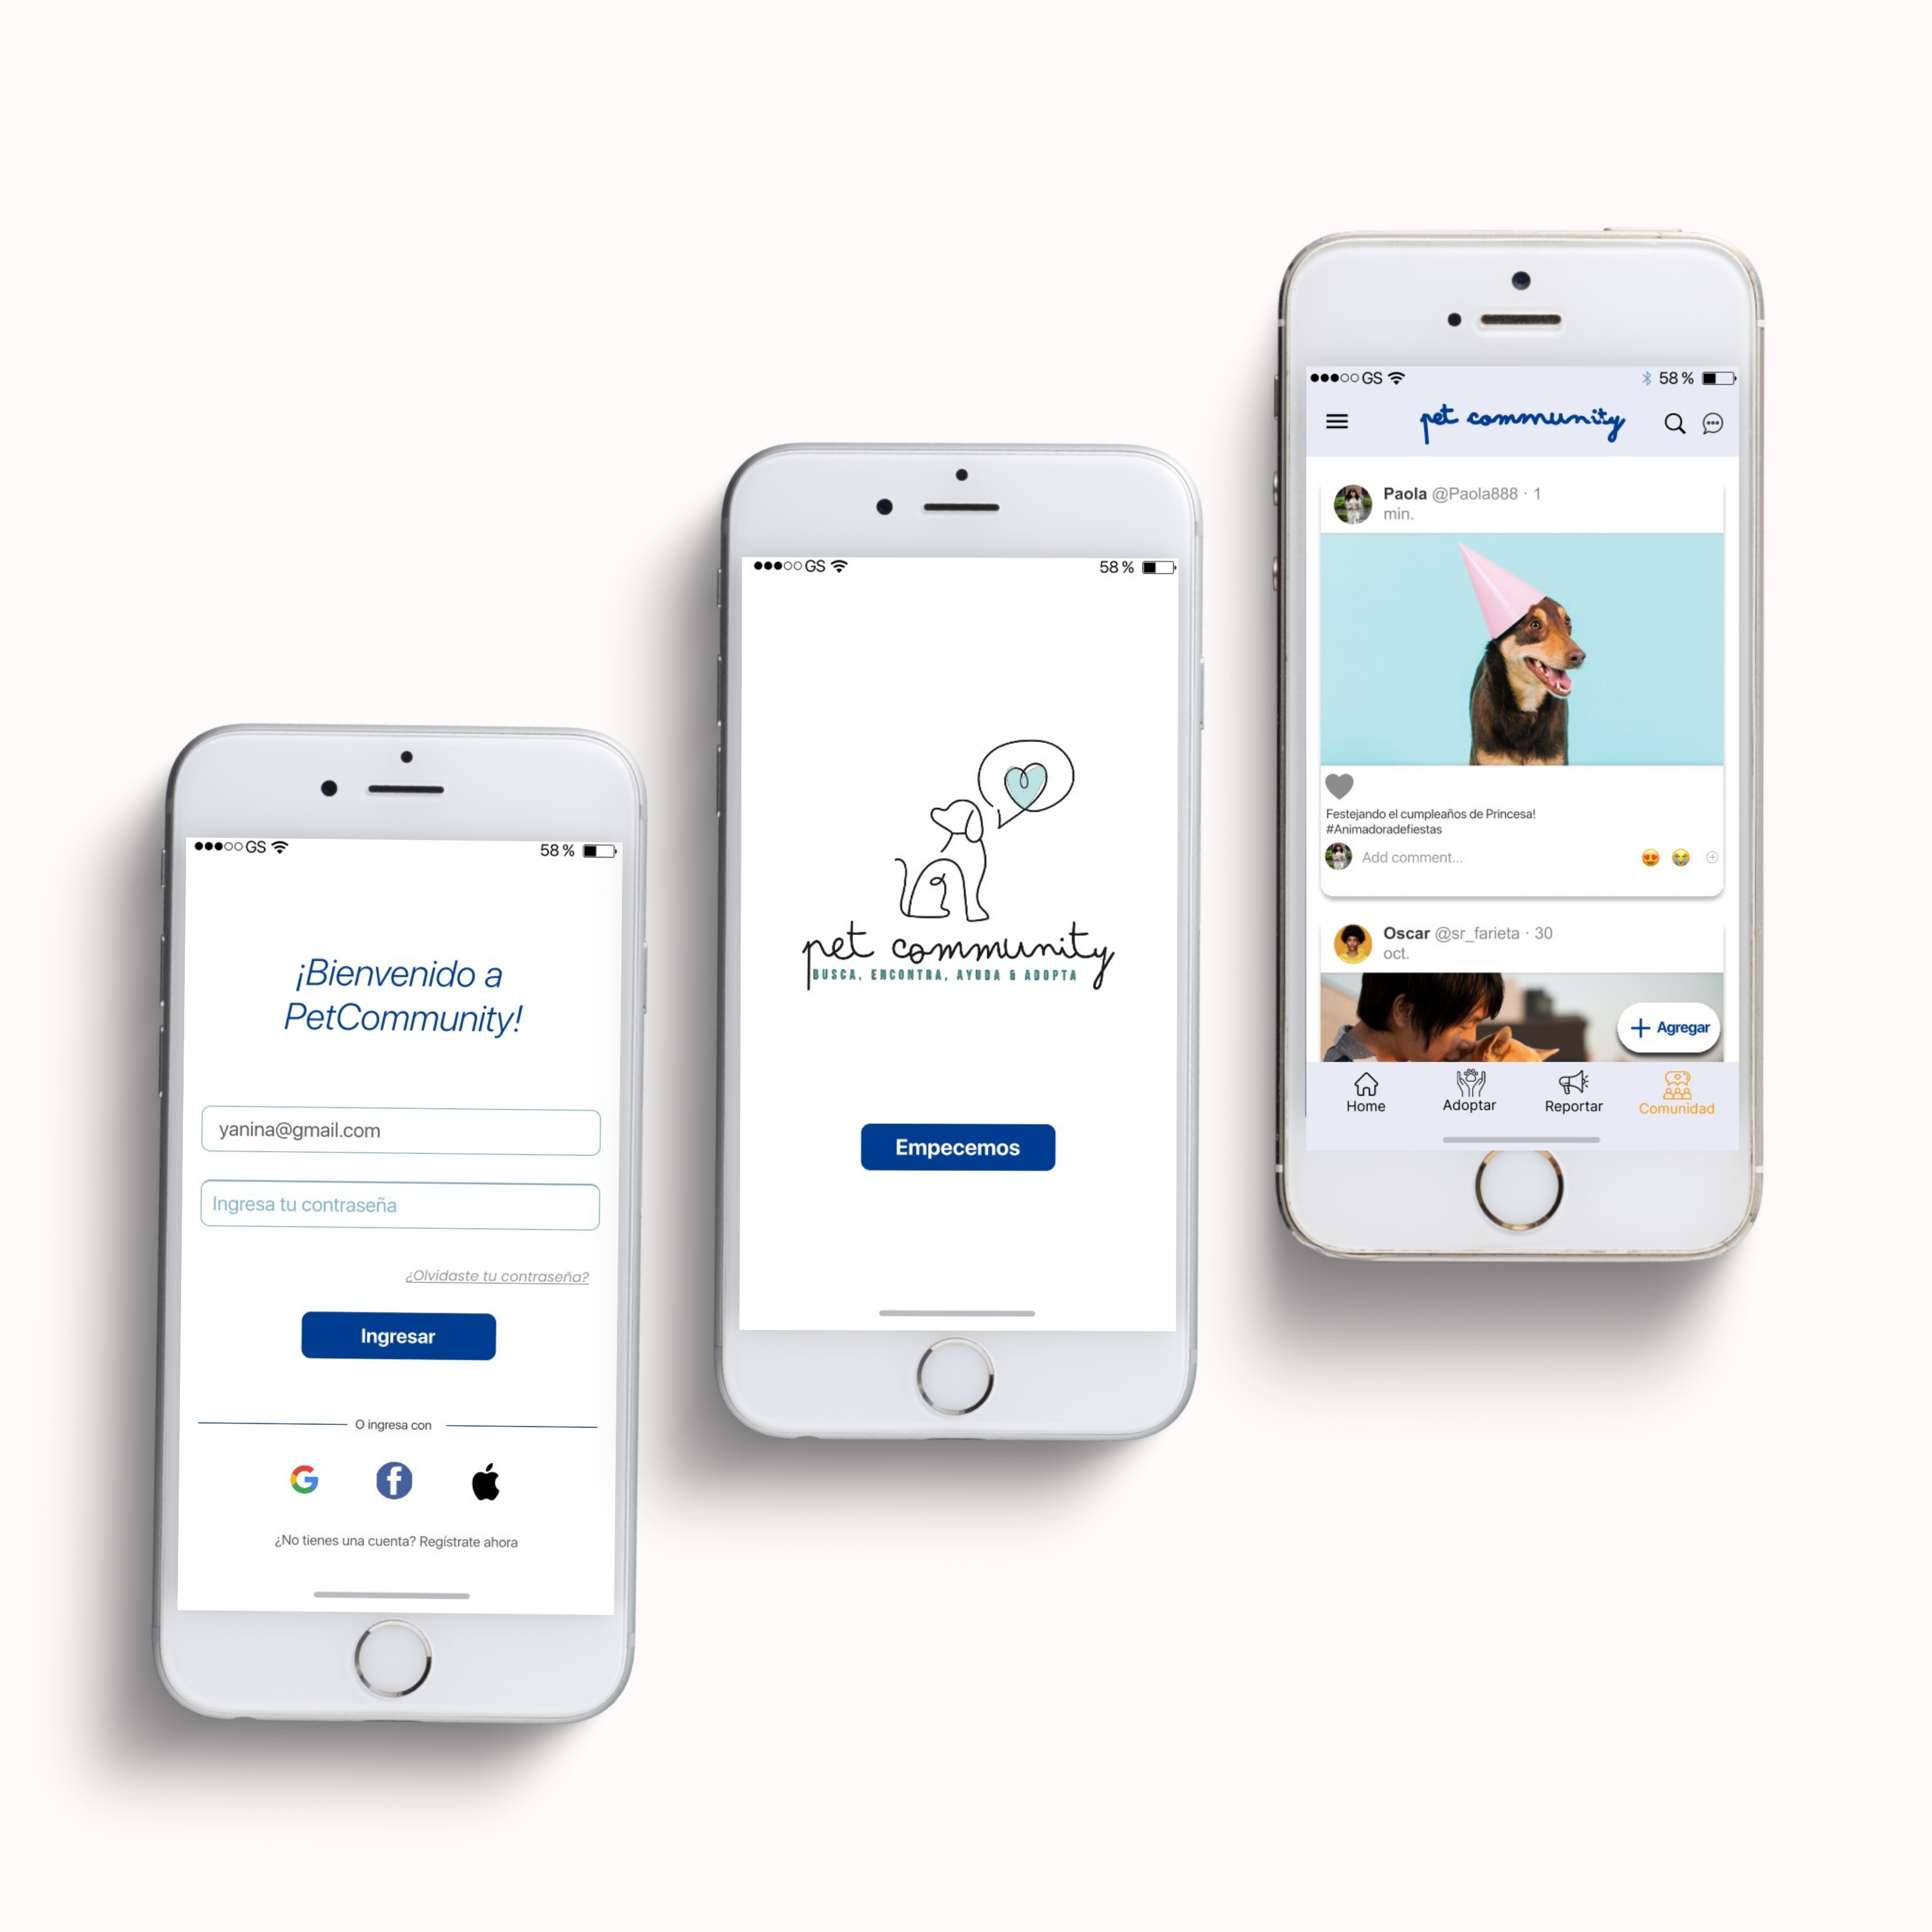 GS 58 %
¡Bienvenido a
PetCommunity!
yanina@gmail.com
Ingresa tu contraseña
¿Olvidaste tu contraseña?
Ingresar
O ingresa con
¿No tienes una cuenta? Regístrate ahora
GS 58 %
pet community
BUSCA, ENCONTRA, AYUDA & ADOPTA
Empecemos
GS 58 %
pet community
Paola @Paola888 · 1
min.
Festejando el cumpleaños de Princesa!
#Animadoradefiestas
Add comment...
Oscar @sr_farieta · 30
oct.
+ Agregar
Home Adoptar Reportar Comunidad